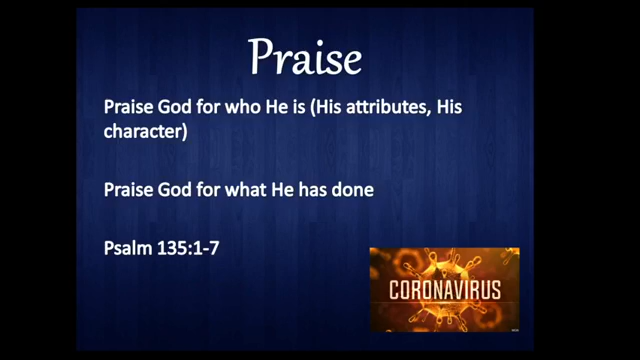 Praise
Praise God for who He is (His attributes, His
character)
Praise God for what He has done
Psalm 135:1-7
CORONAVIRUS